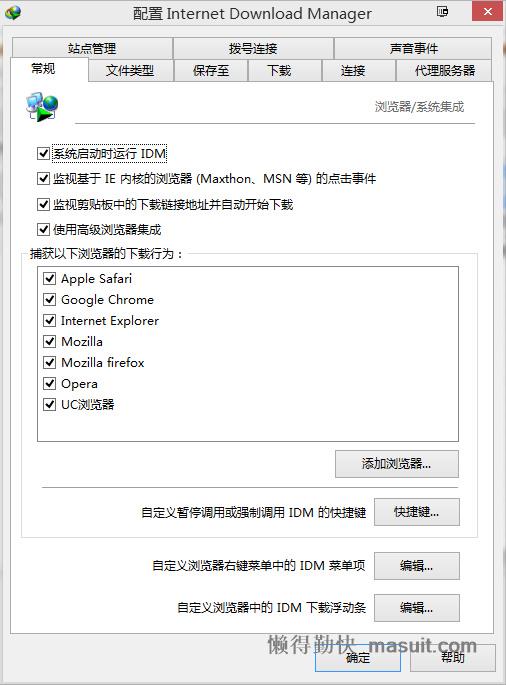 配置 Internet Download Manager
站点管理 拨号连接 声音事件
常规 文件类型 保存至 下载 连接 代理服务器
浏览器/系统集成
系统启动时运行 IDM
监视基于 IE 内核的浏览器 (Maxthon、MSN 等) 的点击事件
监视剪贴板中的下载链接地址并自动开始下载
使用高级浏览器集成
捕获以下浏览器的下载行为：
Apple Safari
Google Chrome
Internet Explorer
Mozilla
Mozilla firefox
Opera
UC浏览器
添加浏览器...
自定义暂停调用或强制调用 IDM 的快捷键 快捷键...
自定义浏览器右键菜单中的 IDM 菜单项 编辑...
自定义浏览器中的 IDM 下载浮动条 编辑...
懒得勤快 masuit.com
确定 帮助